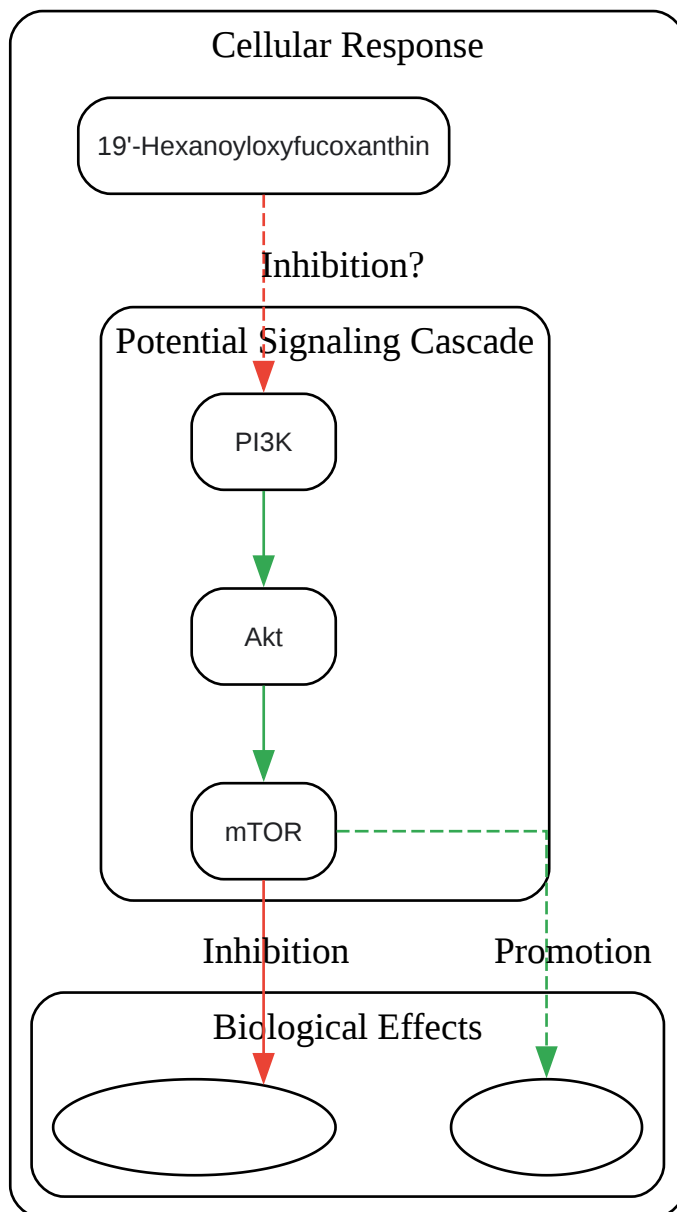 Cellular Response
19'-Hexanoyloxyfucoxanthin
Inhibition?
Potential Signaling Cascade
PI3K
Akt
mTOR
Inhibition
Promotion
Biological Effects